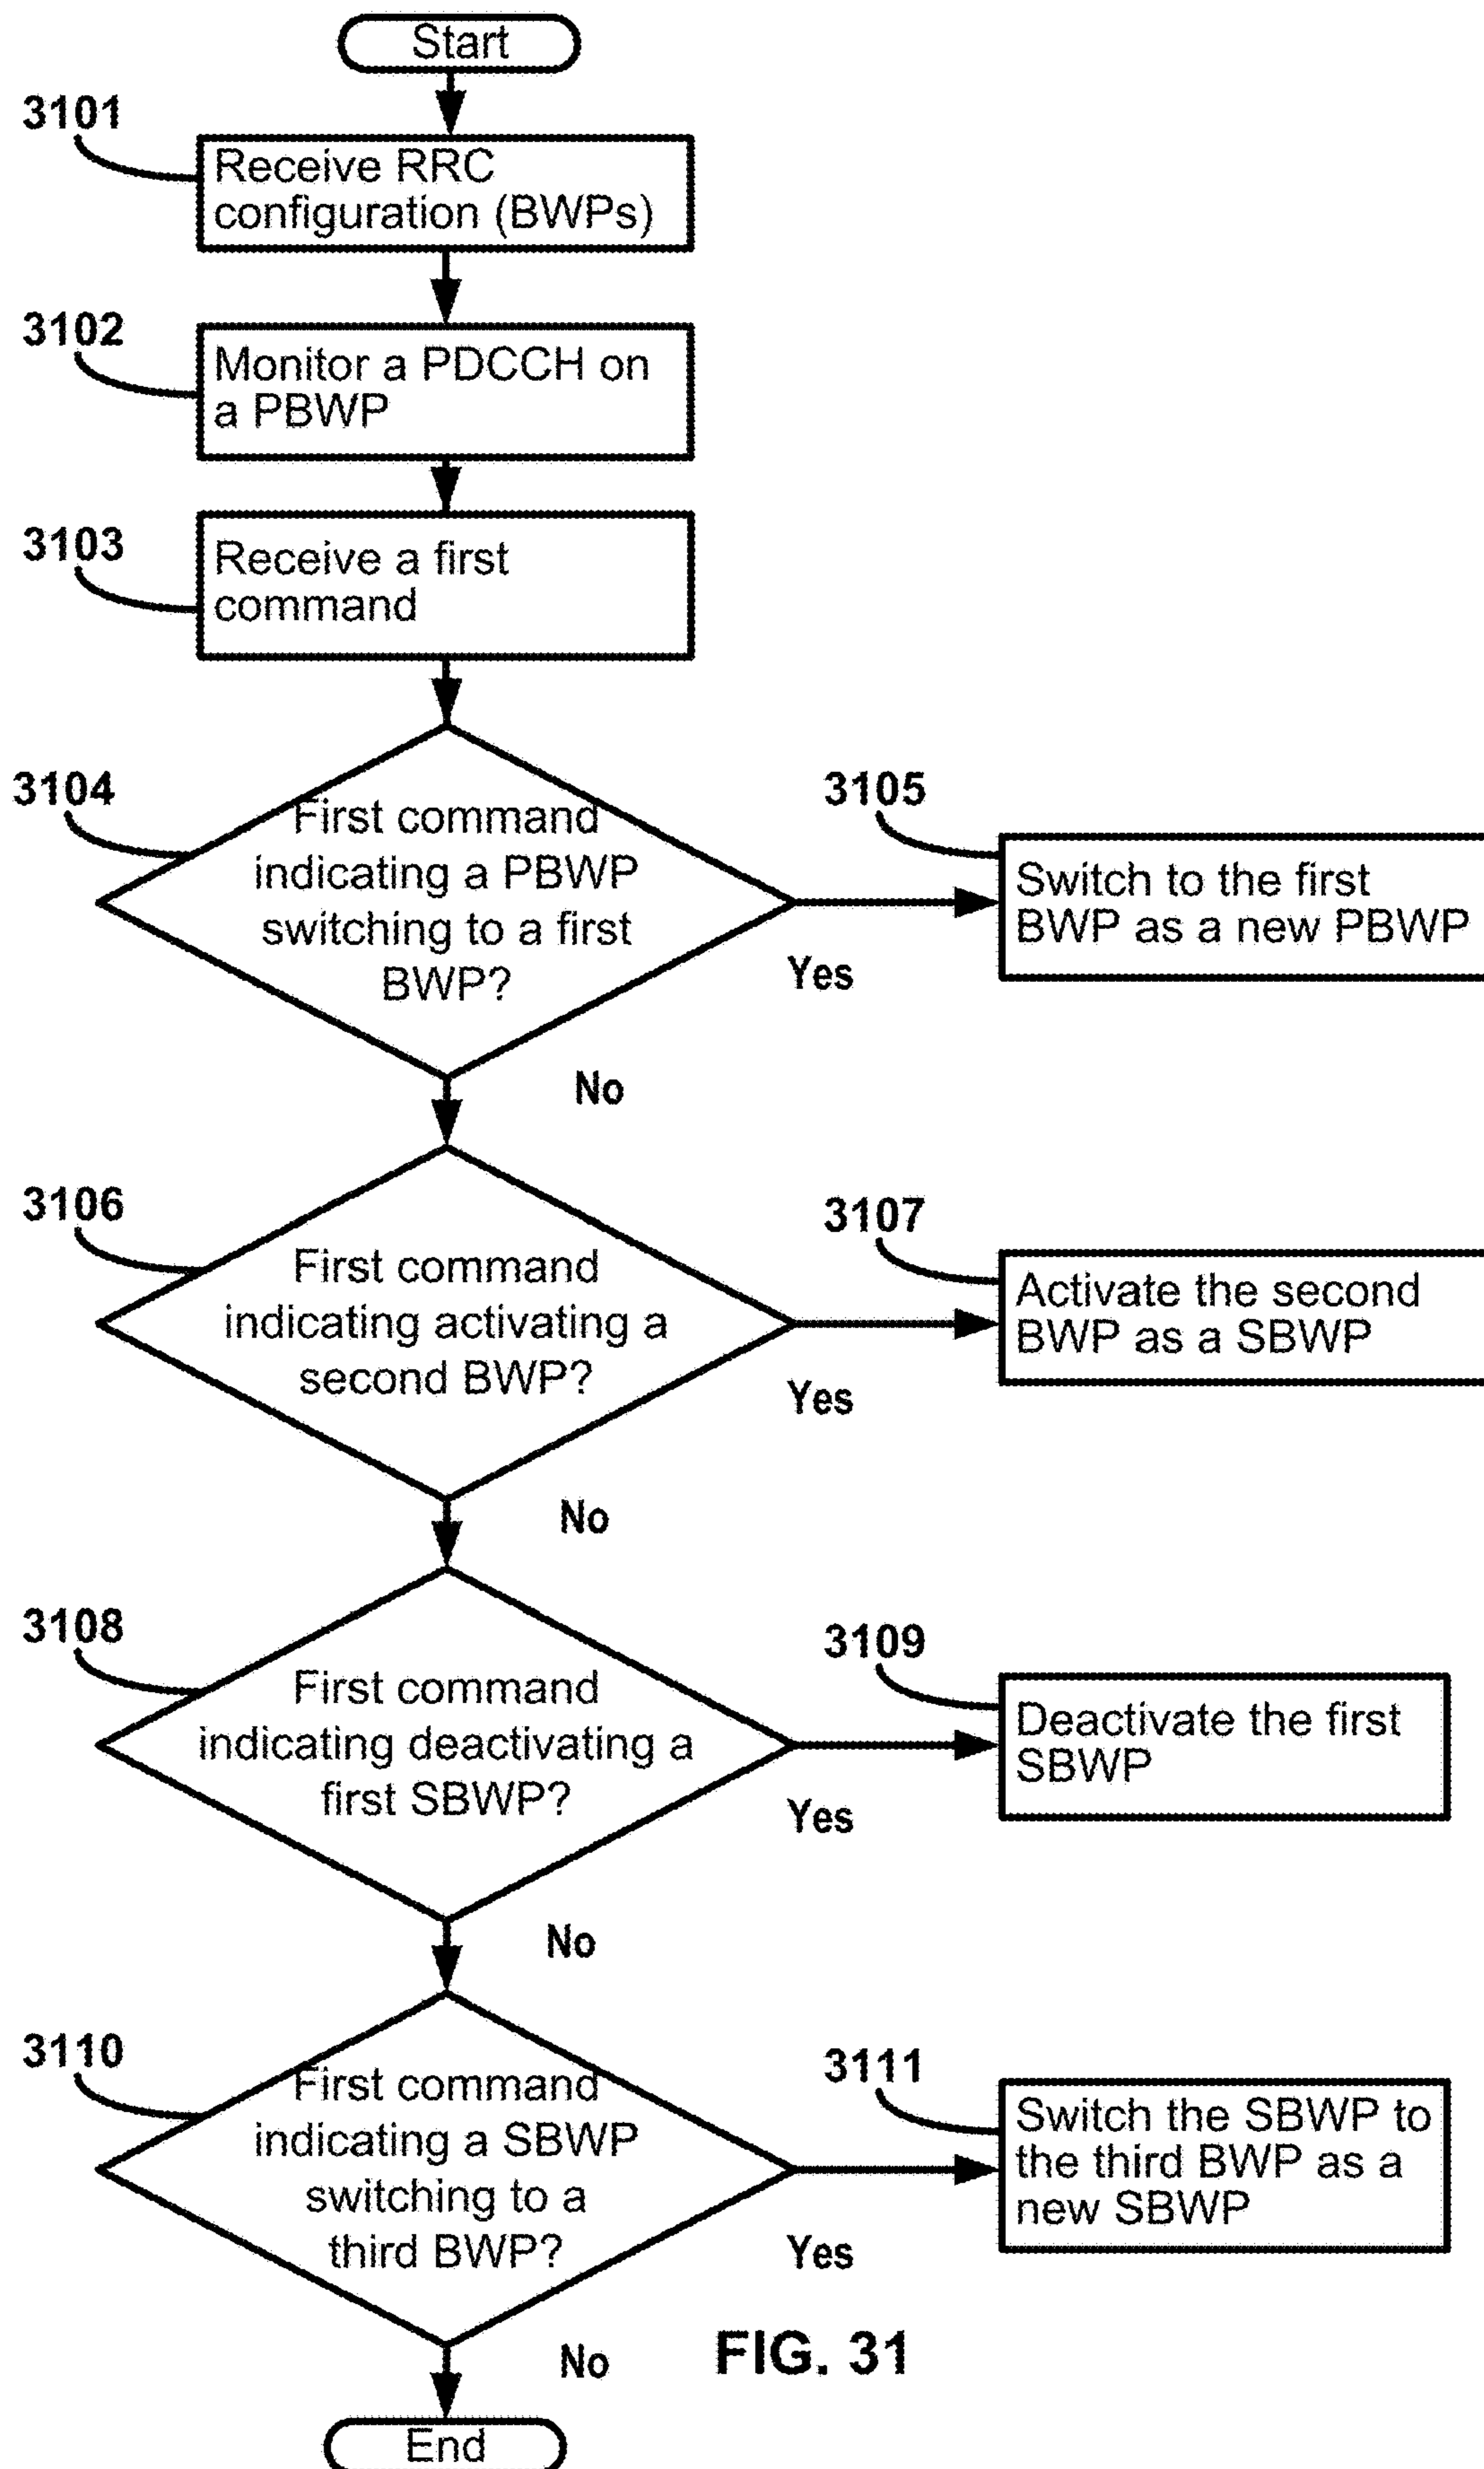 Start
3101
Receive RRC
configuration (BWPs)
3102
Monitor a PDCCH on
a PBWP
3103
Receive a first
command
3104
First command
indicating a PBWP
switching to a first
BWP?
Yes
3105
Switch to the first
BWP as a new PBWP
No
3106
First command
indicating activating a
second BWP?
Yes
3107
Activate the second
BWP as a SBWP
No
3108
First command
indicating deactivating a
first SBWP?
Yes
3109
Deactivate the first
SBWP
No
3110
First command
indicating a SBWP
switching to a
third BWP?
Yes
3111
Switch the SBWP to
the third BWP as a
new SBWP
No
FIG. 31
End